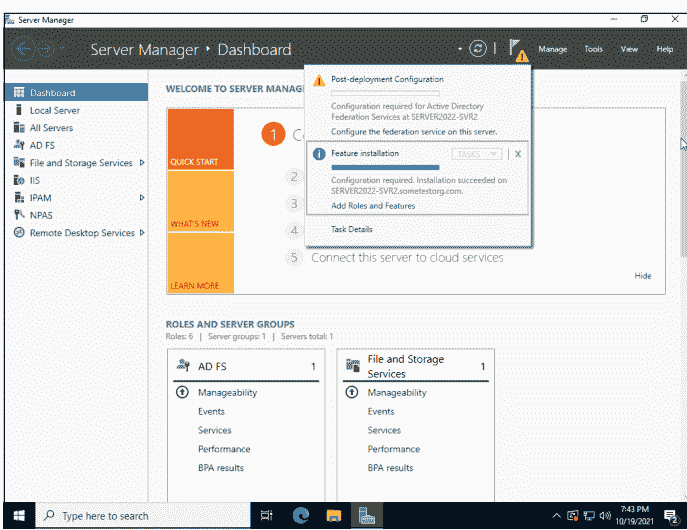 Server Manager
Server Manager • Dashboard
Manage
Tools
View
Help
Dashboard
Local Server
All Servers
AD FS
File and Storage Services
IIS
IPAM
NPAS
Remote Desktop Services
WELCOME TO SERVER MANAG
QUICK START
WHAT'S NEW
LEARN MORE
1
C
2
3
4
5 Connect this server to cloud services
Hide
Post-deployment Configuration
Configuration required for Active Directory
Federation Services at SERVER2022-SVR2
Configure the federation service on this server.
Feature installation
TASKS
X
Configuration required. Installation succeeded on
SERVER2022-SVR2.sometestorg.com.
Add Roles and Features
Task Details
ROLES AND SERVER GROUPS
Roles: 6 | Server groups: 1 | Servers total: 1
AD FS 1
Manageability
Events
Services
Performance
BPA results
File and Storage
Services 1
Manageability
Events
Services
Performance
BPA results
Type here to search
7:43 PM
10/19/2021
2